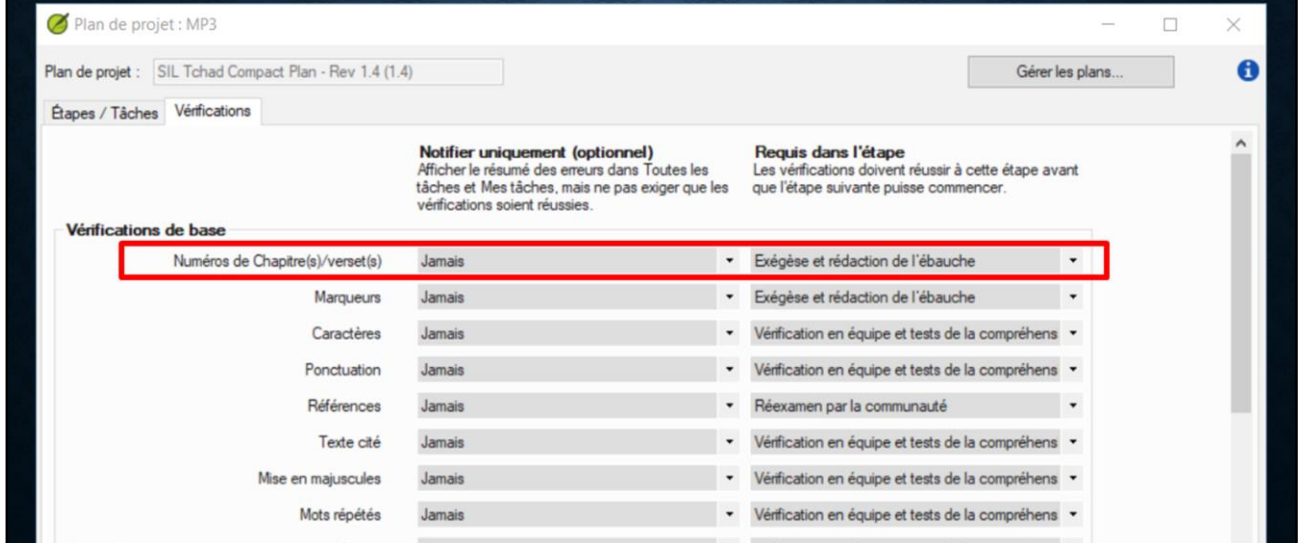 Plan de projet : MP3
Plan de projet : SIL Tchad Compact Plan - Rev 1.4 (1.4) Gérer les plans...
Étapes / Tâches Vérifications
Notifier uniquement (optionnel) Requis dans l'étape
Afficher le résumé des erreurs dans Toutes les Les vérifications doivent réussir à cette étape avant
tâches et Mes tâches, mais ne pas exiger que les que l'étape suivante puisse commencer.
vérifications soient réussies.
Vérifications de base
Numéros de Chapitre(s)/verset(s) Jamais Exégèse et rédaction de l'ébauche
Marqueurs Jamais Exégèse et rédaction de l'ébauche
Caractères Jamais Vérification en équipe et tests de la compréhens
Ponctuation Jamais Vérification en équipe et tests de la compréhens
Références Jamais Réexamen par la communauté
Texte cité Jamais Vérification en équipe et tests de la compréhens
Mise en majuscules Jamais Vérification en équipe et tests de la compréhens
Mots répétés Jamais Vérification en équipe et tests de la compréhens